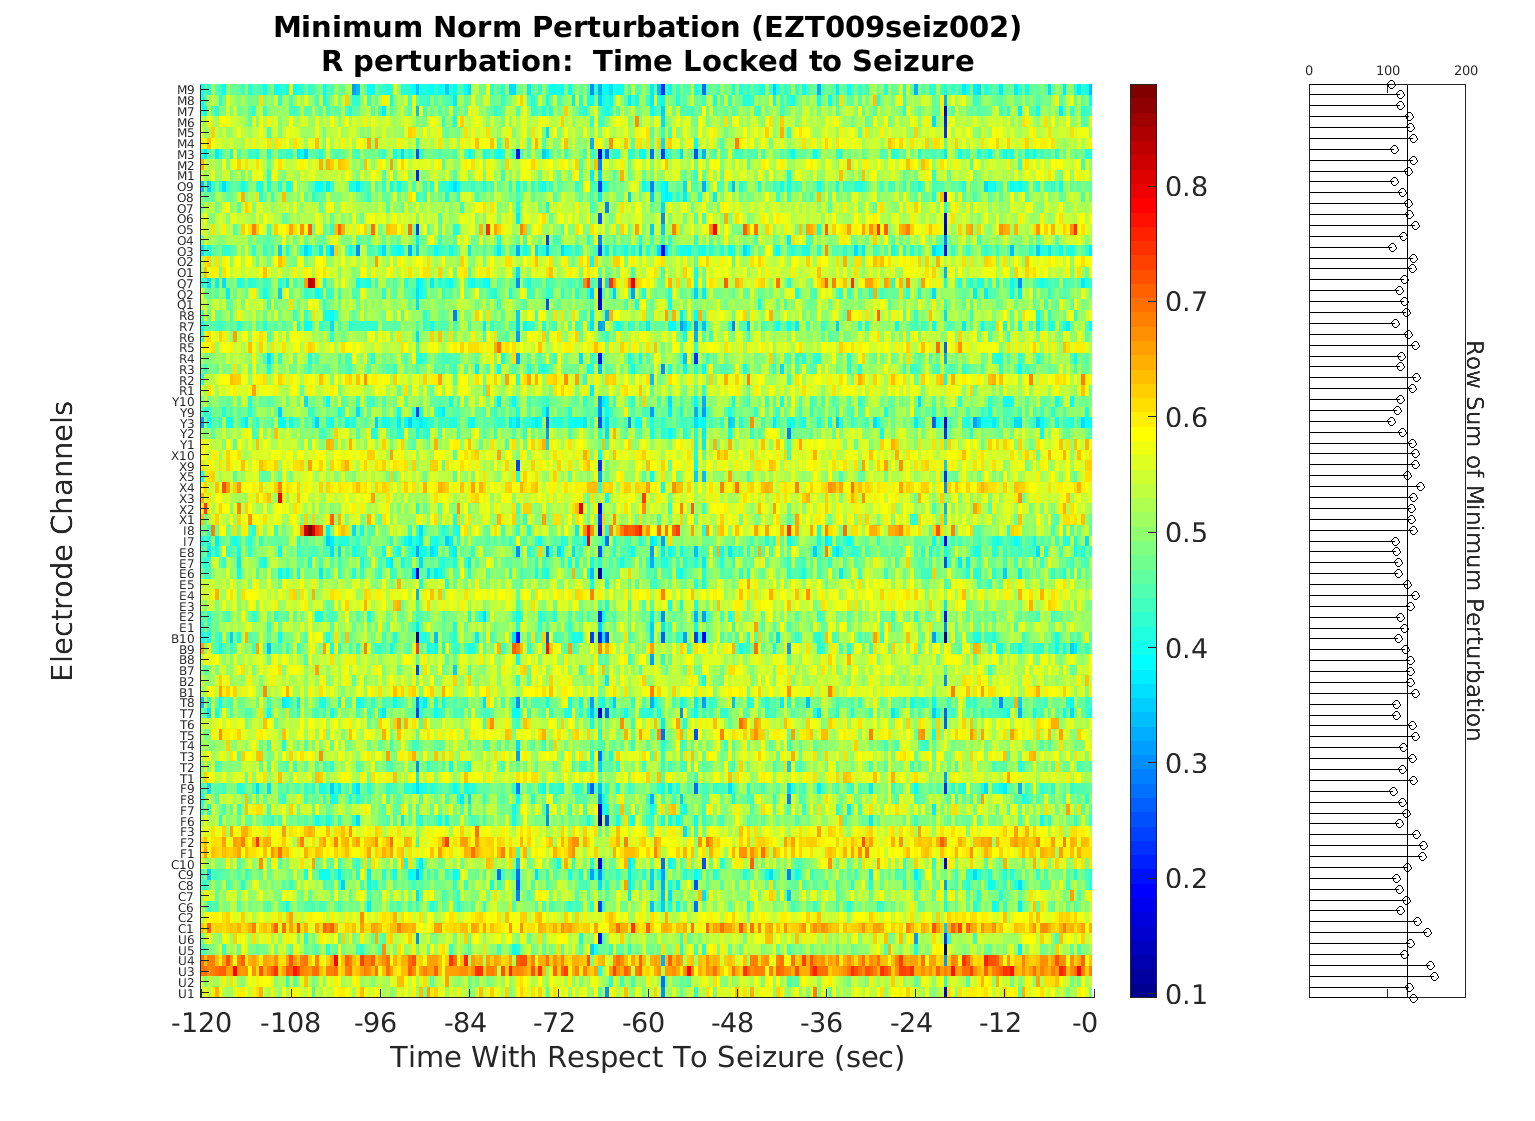 Minimum Norm Perturbation (EZT009seiz002)
R perturbation:  Time Locked to Seizure
Electrode Channels
M9
M8
M7
M6
M5
M4
M3
M2
M1
O9
O8
O7
O6
O5
O4
O3
O2
O1
Q7
Q2
Q1
R8
R7
R6
R5
R4
R3
R2
R1
Y10
Y9
Y3
Y2
Y1
X10
X9
X5
X4
X3
X2
X1
I8
I7
E8
E7
E6
E5
E4
E3
E2
E1
B10
B9
B8
B7
B2
B1
T8
T7
T6
T5
T4
T3
T2
T1
F9
F8
F7
F6
F3
F2
F1
C10
C9
C8
C7
C6
C2
C1
U6
U5
U4
U3
U2
U1
-120 -108 -96 -84 -72 -60 -48 -36 -24 -12 -0
Time With Respect To Seizure (sec)
0.8
0.7
0.6
0.5
0.4
0.3
0.2
0.1
0 100 200
Row Sum of Minimum Perturbation